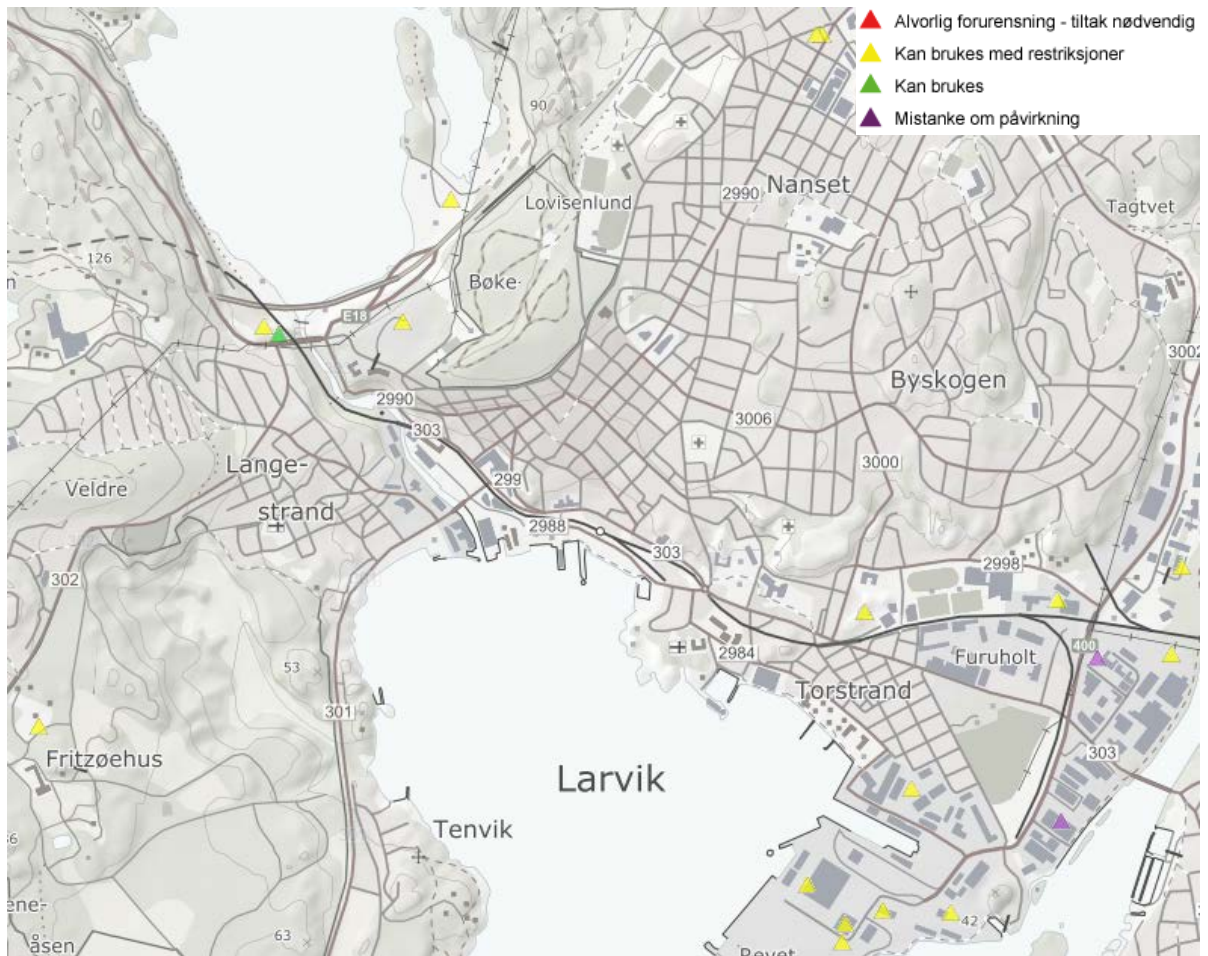 Alvorlig forurensning - tiltak nødvendig
Kan brukes med restriksjoner
Kan brukes
Mistanke om påvirkning
90
Lovisenlund
2990
Nanset
Tagtvet
126
n
Bøke-
E18
3002
Byskogen
2990
303
3006
3000
Lange-
strand
Veldre
299
2988
303
2998
302
53
2984
Furuholt
400
Torstrand
301
303
Fritzøehus
Larvik
Tenvik
ene-
åsen
63
42
Revet